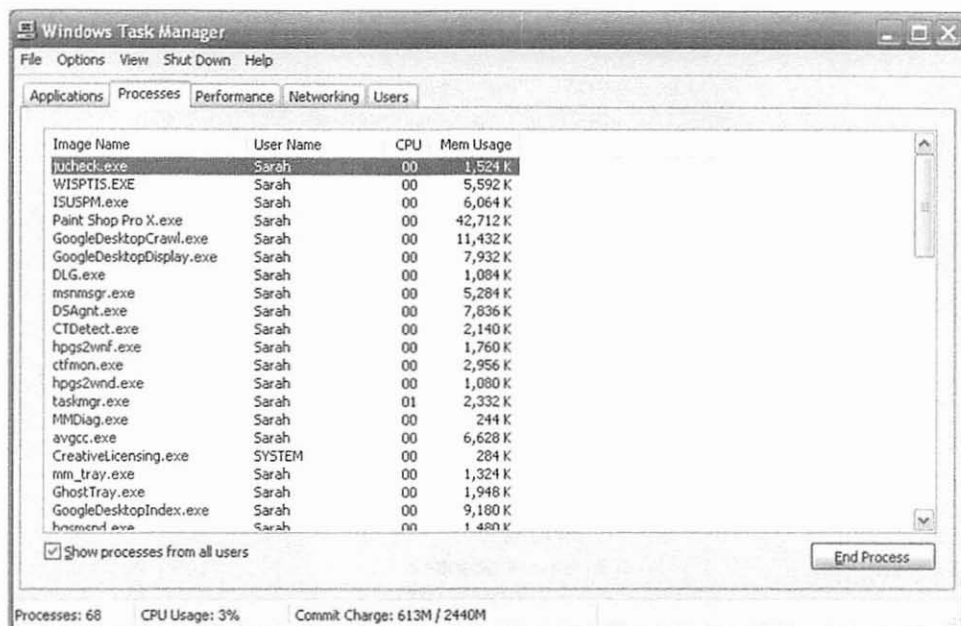 Windows Task Manager
File Options View Shut Down Help
Applications Processes Performance Networking Users
Image Name User Name CPU Mem Usage
jucheck.exe Sarah 00 1,524 K
WISPTIS.EXE Sarah 00 5,592 K
ISUSPM.exe Sarah 00 6,064 K
Paint Shop Pro X.exe Sarah 00 42,712 K
GoogleDesktopCrawl.exe Sarah 00 11,432 K
GoogleDesktopDisplay.exe Sarah 00 7,932 K
DLG.exe Sarah 00 1,084 K
msnmsgr.exe Sarah 00 5,284 K
DSAgnt.exe Sarah 00 7,836 K
CTDetect.exe Sarah 00 2,140 K
hpgs2wnf.exe Sarah 00 1,760 K
ctfmon.exe Sarah 00 2,956 K
hpgs2wnd.exe Sarah 00 1,080 K
taskmgr.exe Sarah 01 2,332 K
MMDiag.exe Sarah 00 244 K
avgcc.exe Sarah 00 6,628 K
CreativeLicensing.exe SYSTEM 00 284 K
mm_tray.exe Sarah 00 1,324 K
GhostTray.exe Sarah 00 1,948 K
GoogleDesktopIndex.exe Sarah 00 9,180 K
Sarah 00 1,480 K
Show processes from all users
End Process
Processes: 68 CPU Usage: 3% Commit Charge: 613M / 2440M